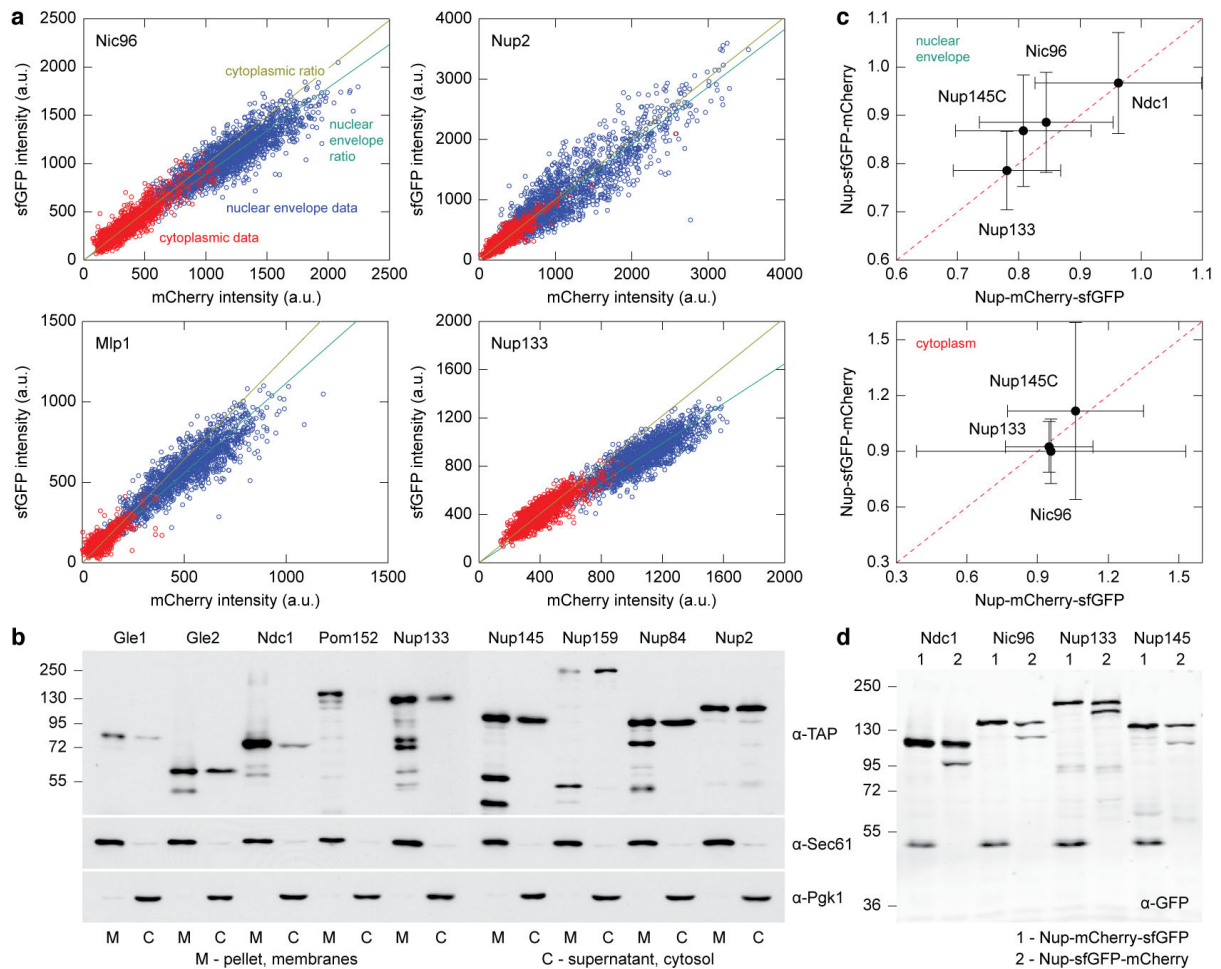 a
Nic96
cytoplasmic ratio
nuclear
envelope
ratio
nuclear envelope data
cytoplasmic data
sfGFP intensity (a.u.)
2500
2000
1500
1000
500
0
0 500 1000 1500 2000 2500
mCherry intensity (a.u.)
Nup2
sfGFP intensity (a.u.)
4000
3000
2000
1000
0
0 1000 2000 3000 4000
mCherry intensity (a.u.)
Mlp1
sfGFP intensity (a.u.)
1500
1000
500
0
0 500 1000 1500
mCherry intensity (a.u.)
Nup133
sfGFP intensity (a.u.)
2000
1600
1200
800
400
0
0 400 800 1200 1600 2000
mCherry intensity (a.u.)
c
nuclear
envelope
Nic96
Nup145C
Ndc1
Nup133
Nup-sfGFP-mCherry
1.1
1.0
0.9
0.8
0.7
0.6
0.6 0.7 0.8 0.9 1.0 1.1
Nup-mCherry-sfGFP
cytoplasm
Nup145C
Nup133
Nic96
Nup-sfGFP-mCherry
1.5
1.2
0.9
0.6
0.3
0.3 0.6 0.9 1.2 1.5
Nup-mCherry-sfGFP
b
Gle1 Gle2 Ndc1 Pom152 Nup133 Nup145 Nup159 Nup84 Nup2
250
130
95
72
55
α-TAP
α-Sec61
α-Pgk1
M C M C M C M C M C M C M C M C M C
M - pellet, membranes C - supernatant, cytosol
d
Ndc1 Nic96 Nup133 Nup145
1 2 1 2 1 2 1 2
250
130
95
72
55
36
α-GFP
1 - Nup-mCherry-sfGFP
2 - Nup-sfGFP-mCherry